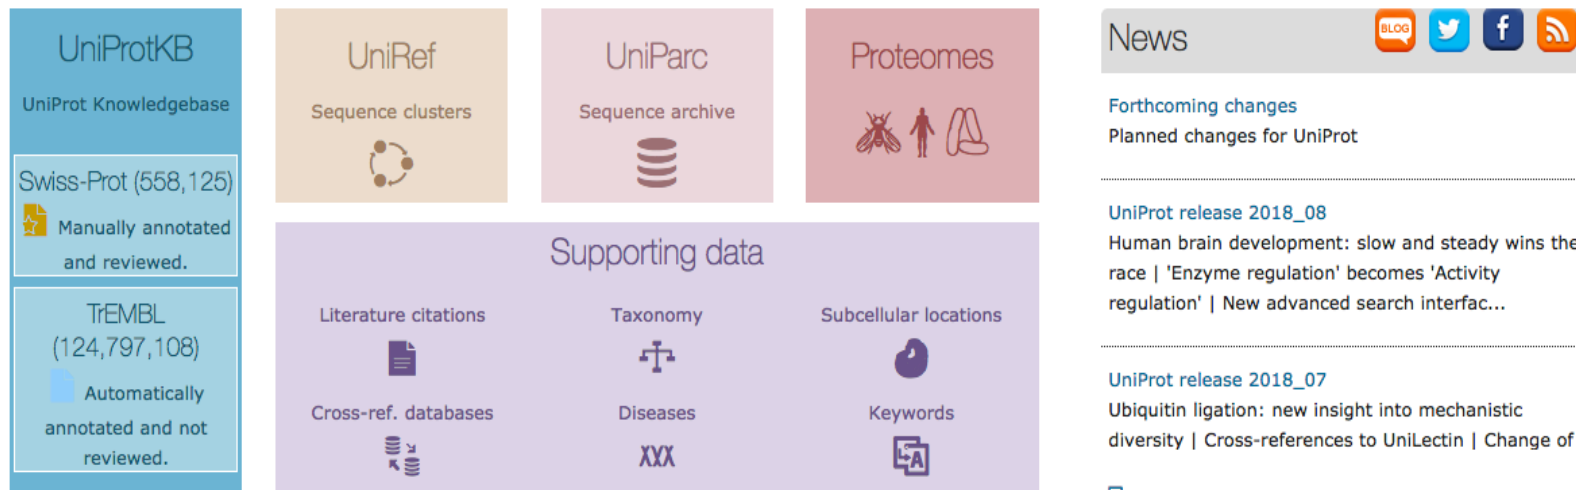 UniProtKB
UniProt Knowledgebase
Swiss-Prot (558,125)
Manually annotated
and reviewed.
TrEMBL
(124,797,108)
Automatically
annotated and not
reviewed.
UniRef
Sequence clusters
UniParc
Sequence archive
Proteomes
Supporting data
Literature citations
Taxonomy
Subcellular locations
Cross-ref. databases
Diseases
Keywords
News
BLOG
Forthcoming changes
Planned changes for UniProt
UniProt release 2018_08
Human brain development: slow and steady wins the
race | 'Enzyme regulation' becomes 'Activity
regulation' | New advanced search interfac...
UniProt release 2018_07
Ubiquitin ligation: new insight into mechanistic
diversity | Cross-references to UniLectin | Change of